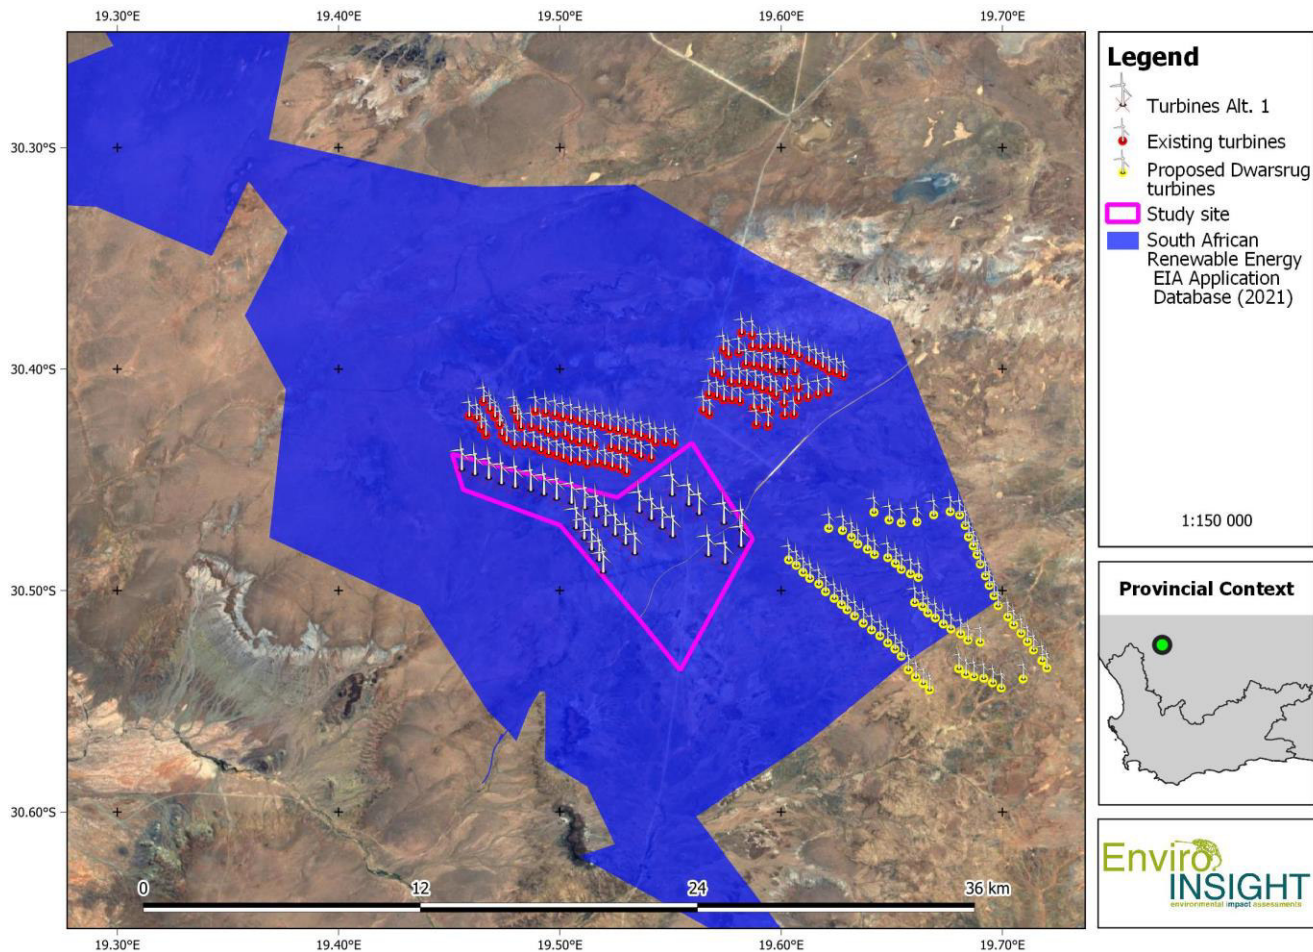 19.30°E 19.40°E 19.50°E 19.60°E 19.70°E
30.30°S
30.40°S
30.50°S
30.60°S
0 12 24 36 km
19.30°E 19.40°E 19.50°E 19.60°E 19.70°E
Legend
Turbines Alt. 1
Existing turbines
Proposed Dwarsrug
turbines
Study site
South African
Renewable Energy
EIA Application
Database (2021)
1:150 000
Provincial Context
Enviro
INSIGHT
environmental impact assessments